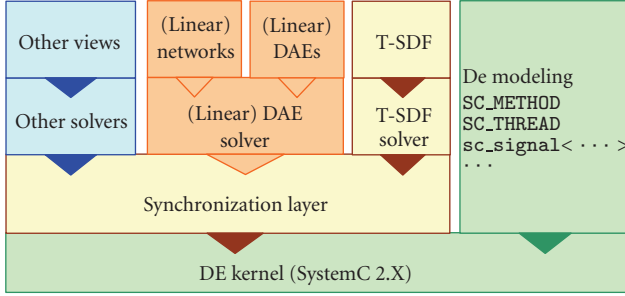 Other views
(Linear)
networks
(Linear)
DAEs
T-SDF
De modeling
SC_METHOD
SC_THREAD
sc_signal< ··· >
···
Other solvers
(Linear) DAE
solver
T-SDF
solver
Synchronization layer
DE kernel (SystemC 2.X)